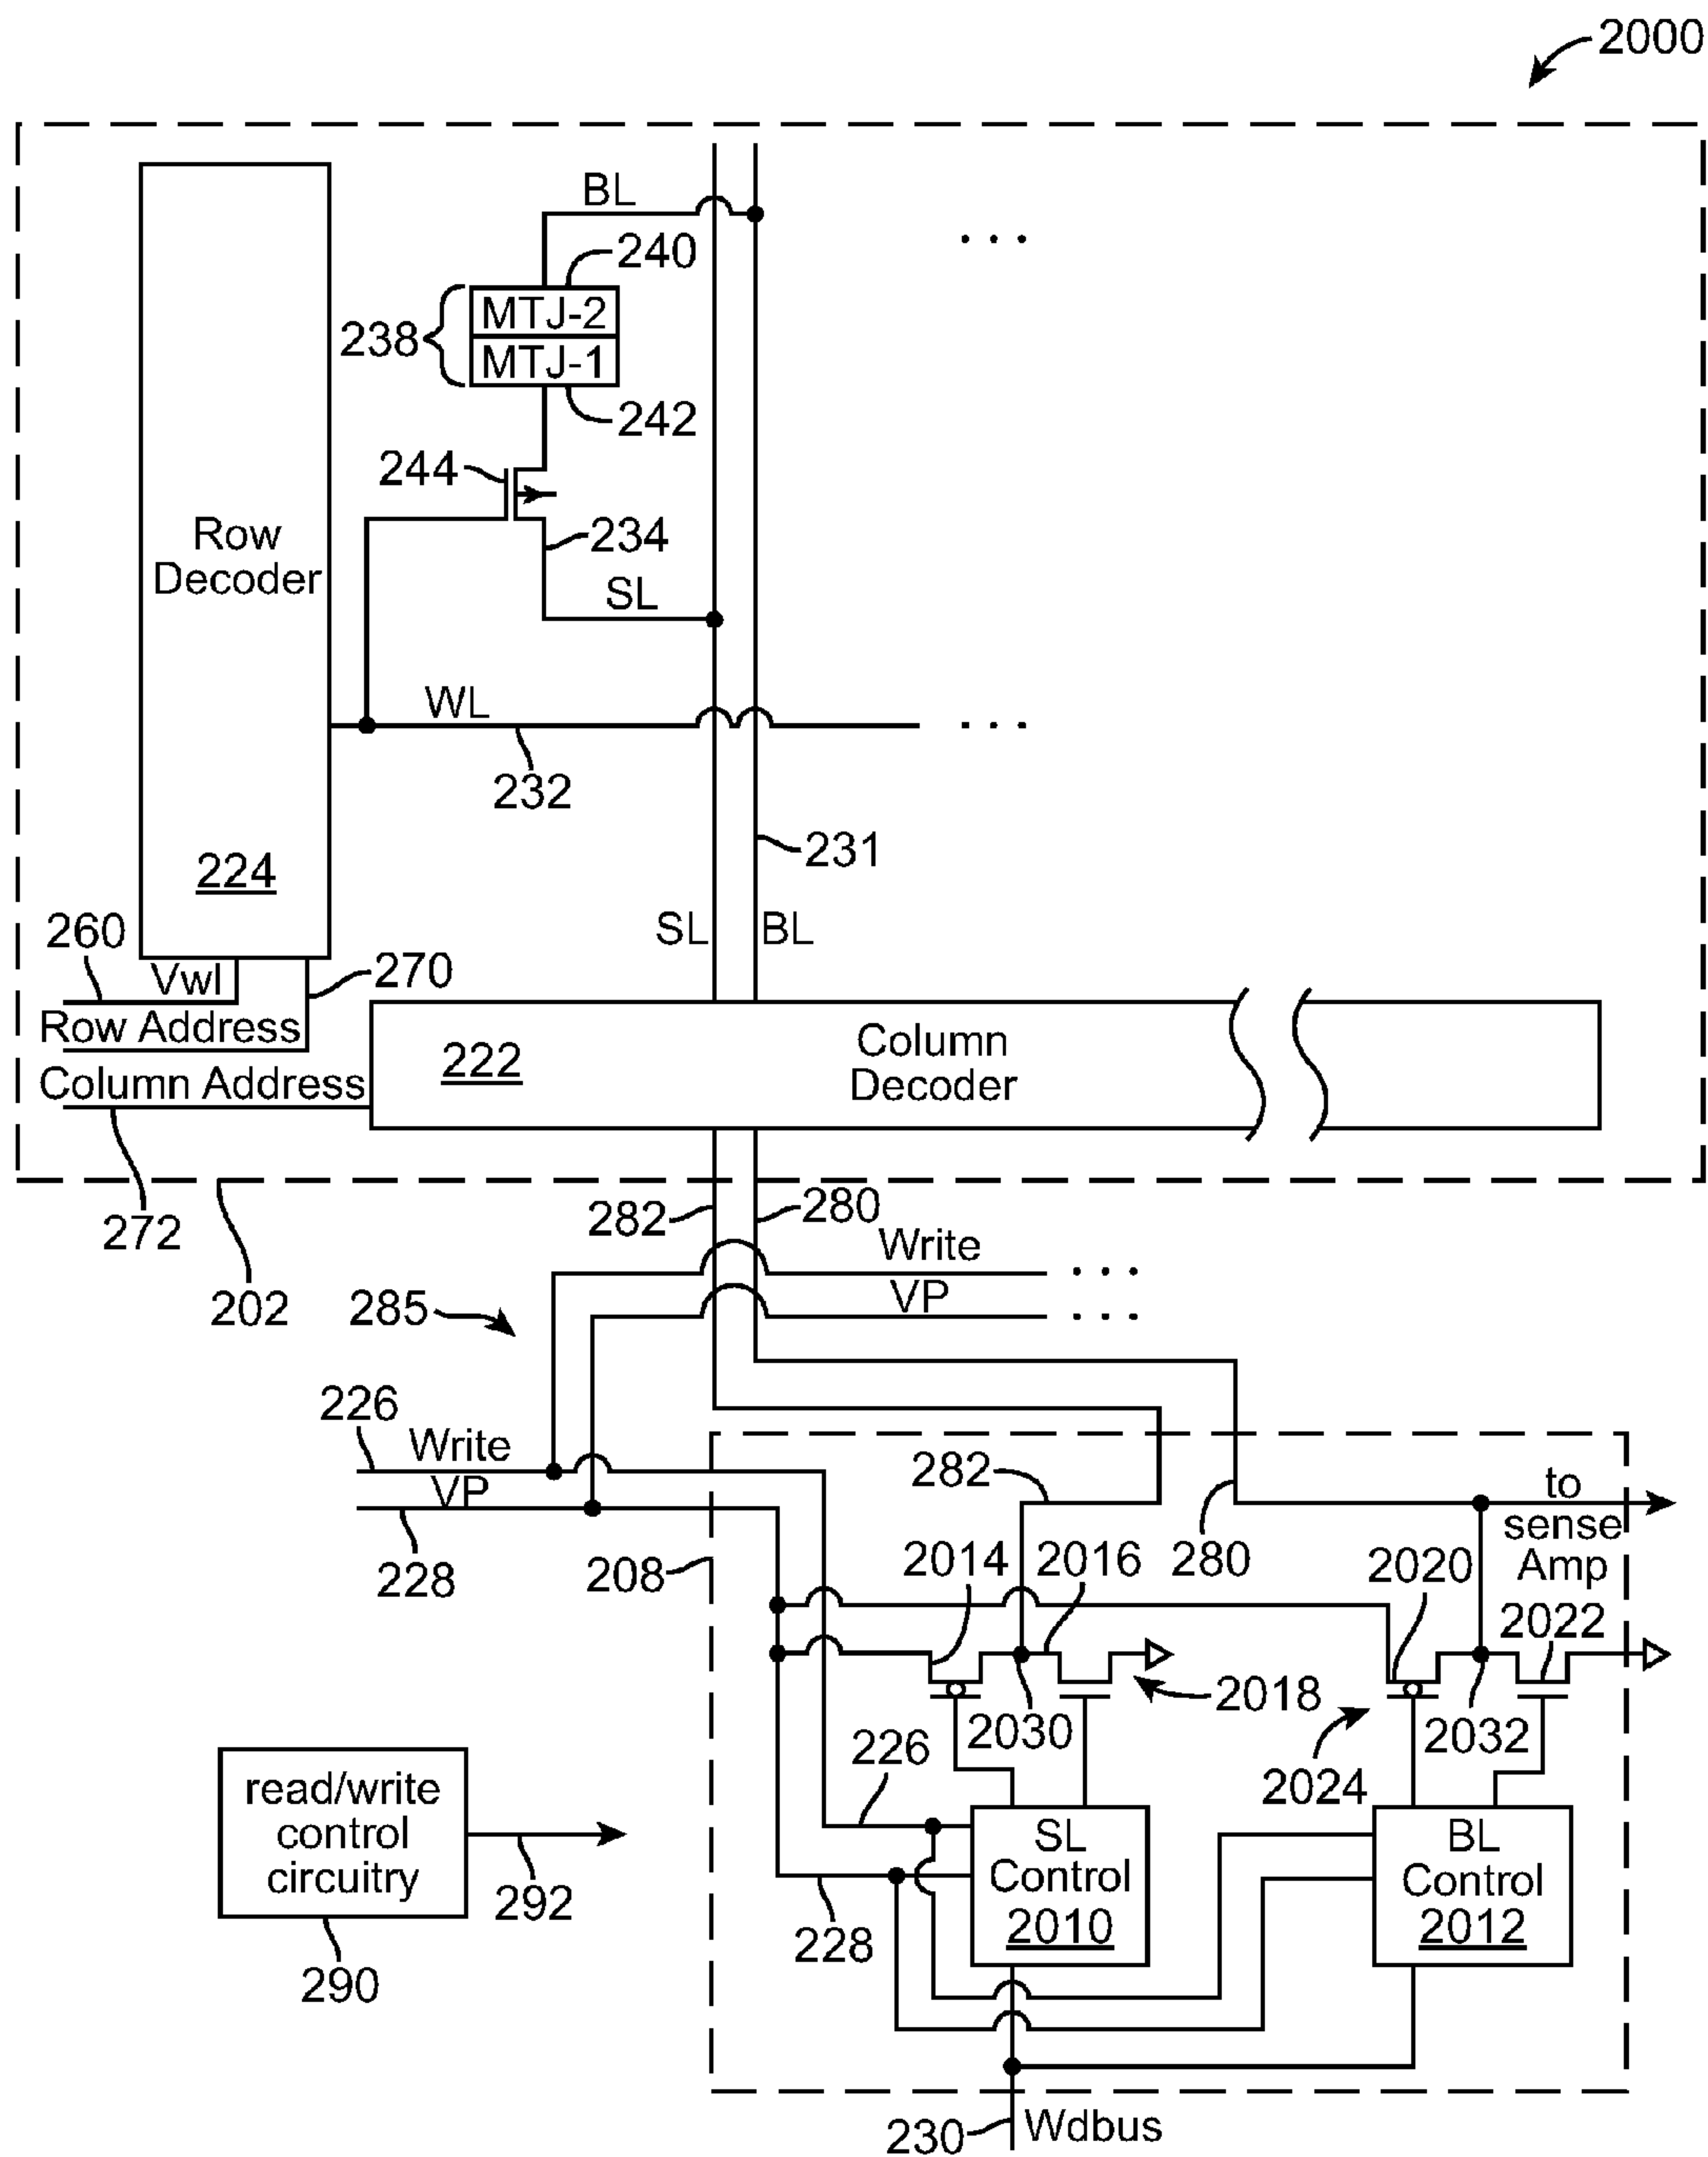 2000
BL
240
MTJ-2
238
MTJ-1
242
244
Row
Decoder
234
SL
WL
232
231
224
SL
BL
260
Vwl
270
Row Address
Column Address
222
Column
Decoder
272
202
282
280
Write
VP
285
226
Write
VP
228
208
282
280
to
sense
Amp
2014
2016
2020
2022
2030
2018
2032
2024
226
228
SL
Control
2010
BL
Control
2012
read/write
control
circuitry
292
290
230
Wdbus